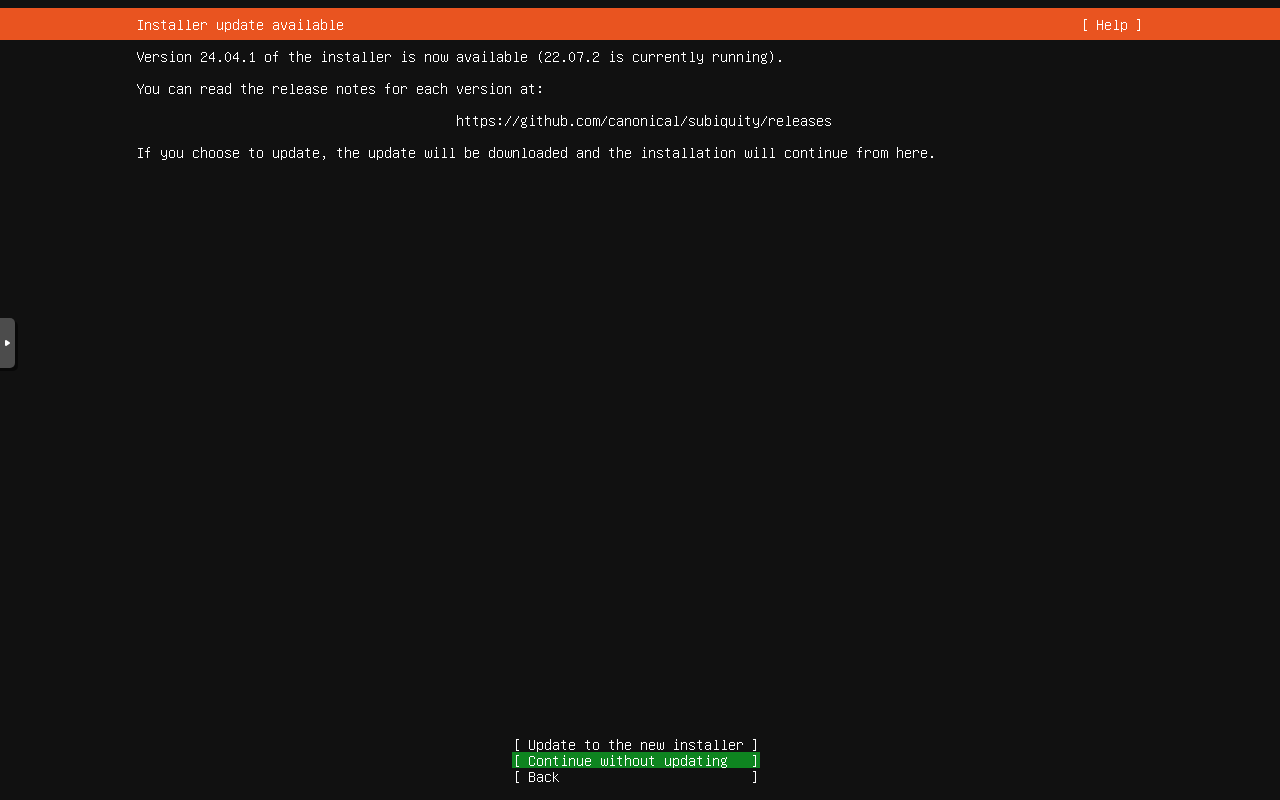 Installer update available [ Help ]
Version 24.04.1 of the installer is now available (22.07.2 is currently running).
You can read the release notes for each version at:
https://github.com/canonical/subiquity/releases
If you choose to update, the update will be downloaded and the installation will continue from here.
[ Update to the new installer ]
[ Continue without updating ]
[ Back ]